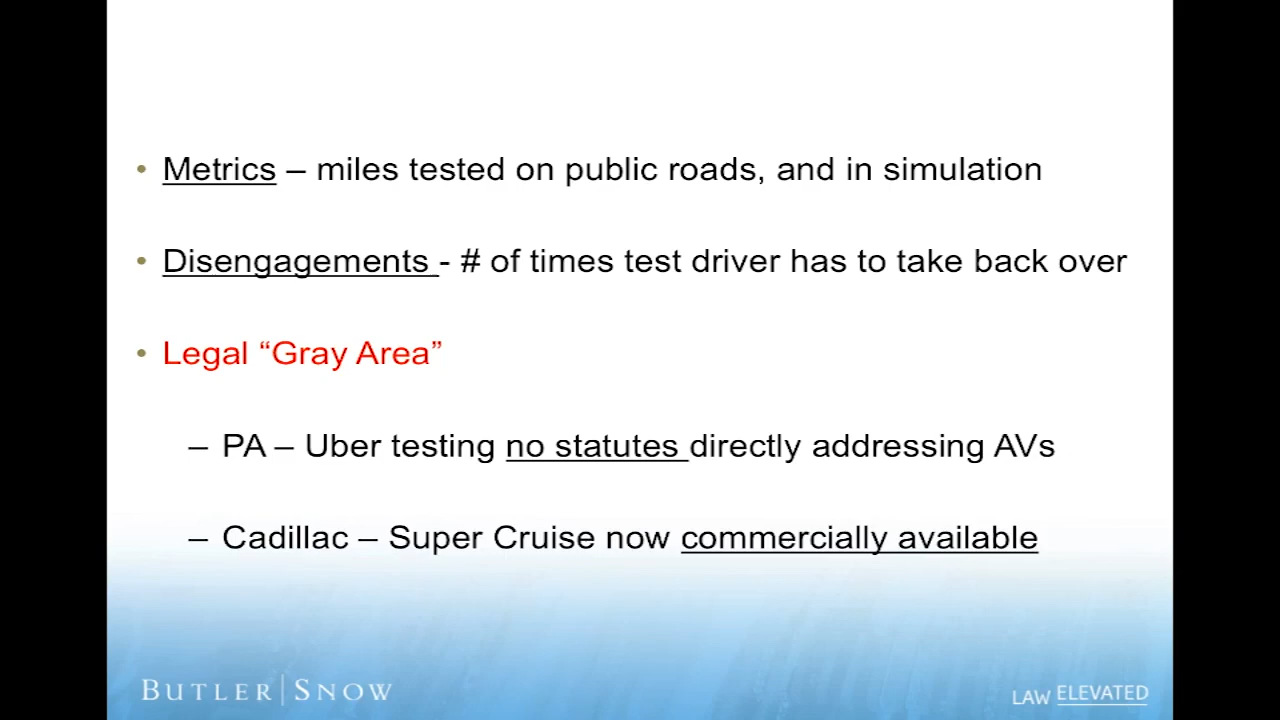 • Metrics – miles tested on public roads, and in simulation
• Disengagements - # of times test driver has to take back over
• Legal “Gray Area”
– PA – Uber testing no statutes directly addressing AVs
– Cadillac – Super Cruise now commercially available
BUTLER | SNOW
LAW ELEVATED